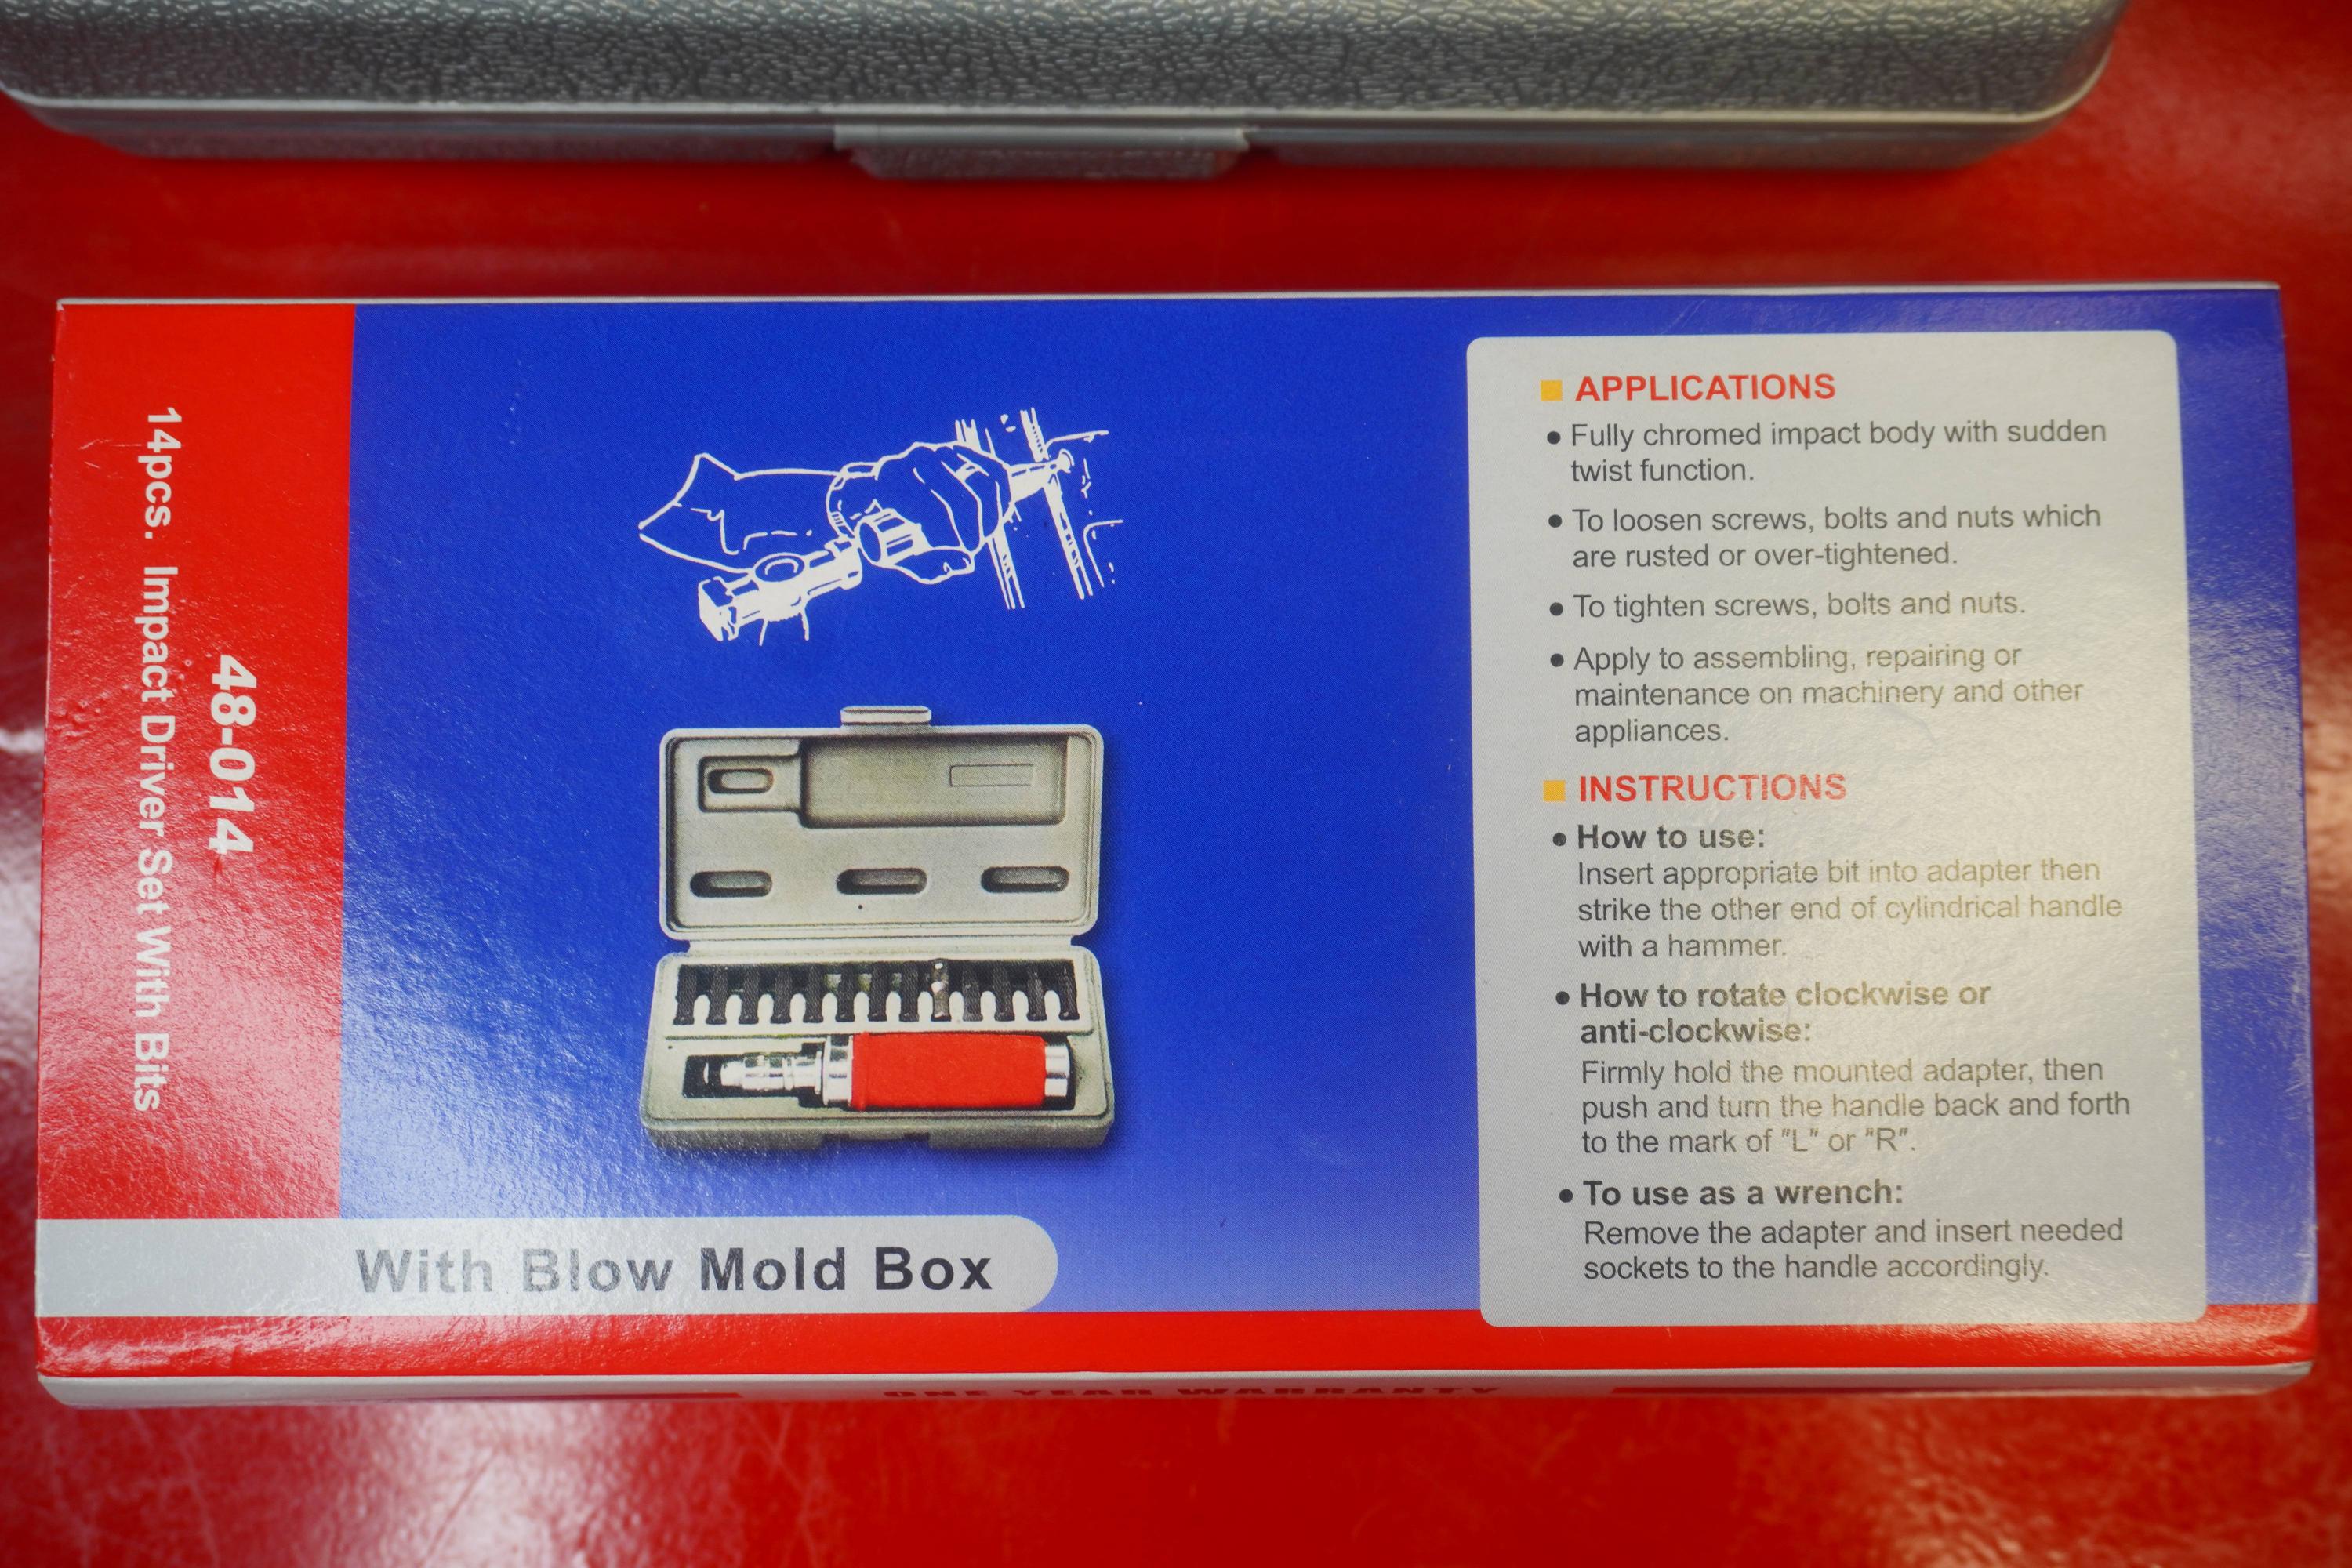 14pcs. Impact Driver Set With Bits
48-014
With Blow Mold Box
APPLICATIONS
• Fully chromed impact body with sudden
twist function.
• To loosen screws, bolts and nuts which
are rusted or over-tightened.
• To tighten screws, bolts and nuts.
• Apply to assembling, repairing or
maintenance on machinery and other
appliances.
INSTRUCTIONS
• How to use:
Insert appropriate bit into adapter then
strike the other end of cylindrical handle
with a hammer.
• How to rotate clockwise or
anti-clockwise:
Firmly hold the mounted adapter, then
push and turn the handle back and forth
to the mark of "L" or "R".
• To use as a wrench:
Remove the adapter and insert needed
sockets to the handle accordingly.
ONE YEAR WARRANTY